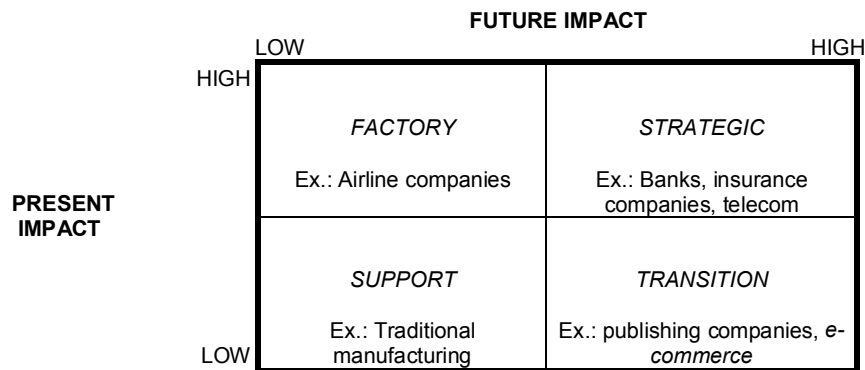 FUTURE IMPACT
LOW HIGH
HIGH
FACTORY STRATEGIC
Ex.: Airline companies Ex.: Banks, insurance
companies, telecom
PRESENT
IMPACT
SUPPORT TRANSITION
Ex.: Traditional Ex.: publishing companies, e-
manufacturing commerce
LOW